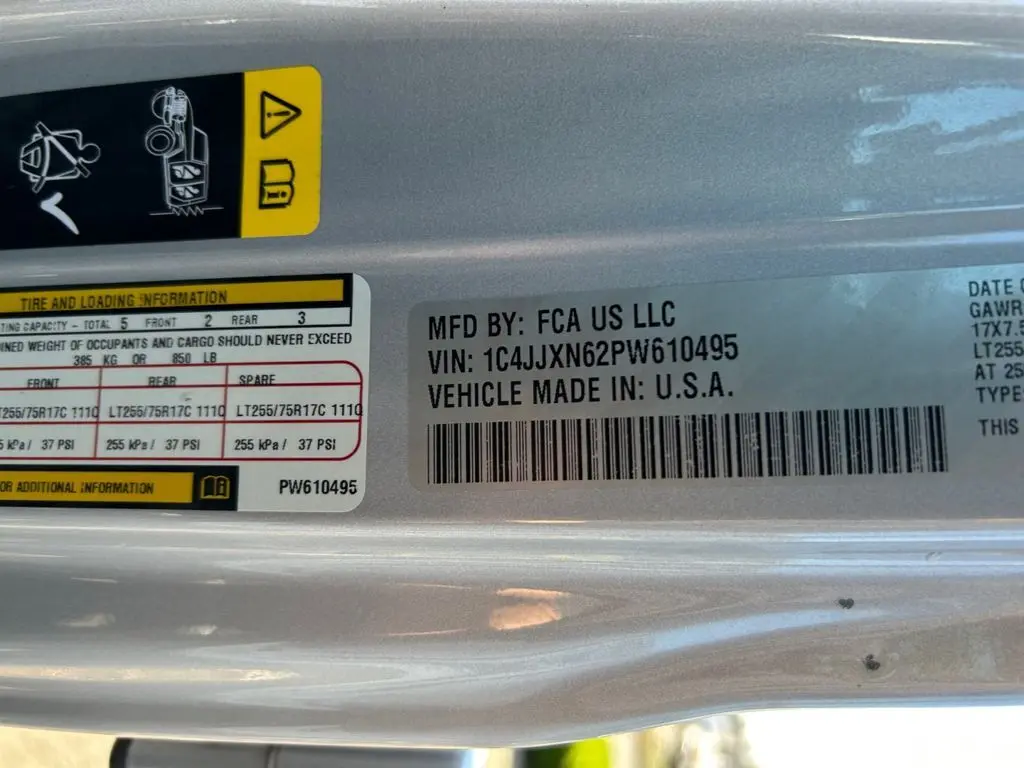 TIRE AND LOADING INFORMATION
TING CAPACITY - TOTAL 5 FRONT 2 REAR 3
INED WEIGHT OF OCCUPANTS AND CARGO SHOULD NEVER EXCEED
385 KG OR 850 LB
FRONT REAR SPARE
T255/75R17C 111Q LT255/75R17C 111Q LT255/75R17C 111Q
5 kPa / 37 PSI 255 kPa / 37 PSI 255 kPa / 37 PSI
OR ADDITIONAL INFORMATION
PW610495
MFD BY: FCA US LLC
VIN: 1C4JJXN62PW610495
VEHICLE MADE IN: U.S.A.
DATE O
GAWR
17X7.5
LT255
AT 25
TYPE:
THIS